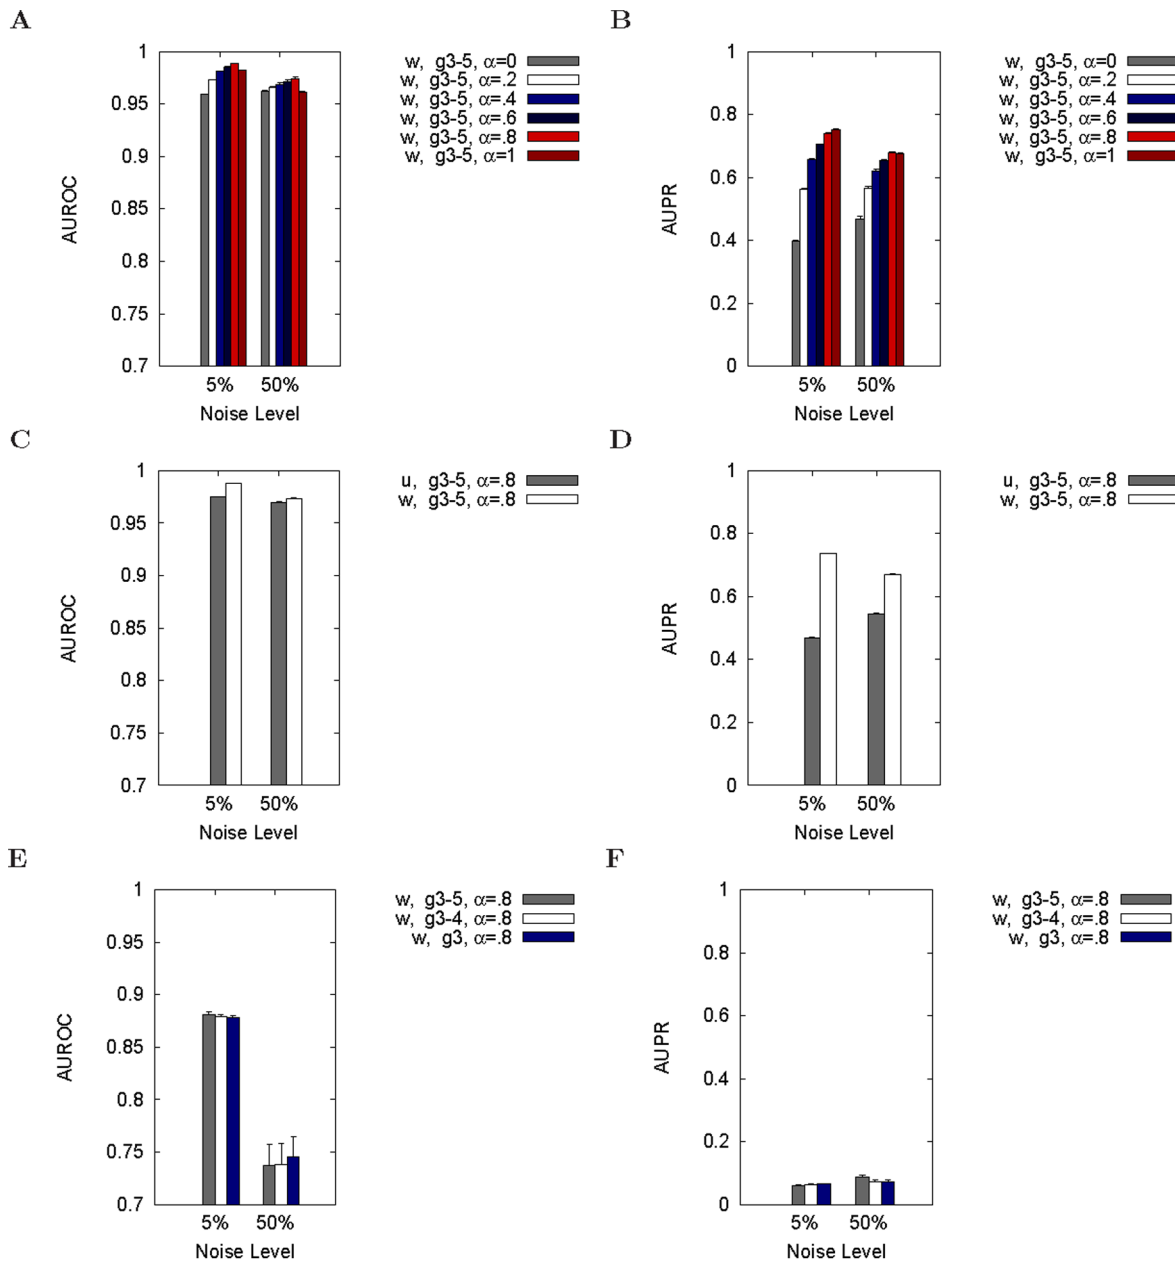 A
1
0.95
0.9
0.85
0.8
0.75
0.7
AUROC
5% 50%
Noise Level
w, g3-5, α=0
w, g3-5, α=.2
w, g3-5, α=.4
w, g3-5, α=.6
w, g3-5, α=.8
w, g3-5, α=1
B
1
0.8
0.6
0.4
0.2
0
AUPR
5% 50%
Noise Level
w, g3-5, α=0
w, g3-5, α=.2
w, g3-5, α=.4
w, g3-5, α=.6
w, g3-5, α=.8
w, g3-5, α=1
C
1
0.95
0.9
0.85
0.8
0.75
0.7
AUROC
5% 50%
Noise Level
u, g3-5, α=.8
w, g3-5, α=.8
D
1
0.8
0.6
0.4
0.2
0
AUPR
5% 50%
Noise Level
u, g3-5, α=.8
w, g3-5, α=.8
E
1
0.95
0.9
0.85
0.8
0.75
0.7
AUROC
5% 50%
Noise Level
w, g3-5, α=.8
w, g3-4, α=.8
w, g3, α=.8
F
1
0.8
0.6
0.4
0.2
0
AUPR
5% 50%
Noise Level
w, g3-5, α=.8
w, g3-4, α=.8
w, g3, α=.8